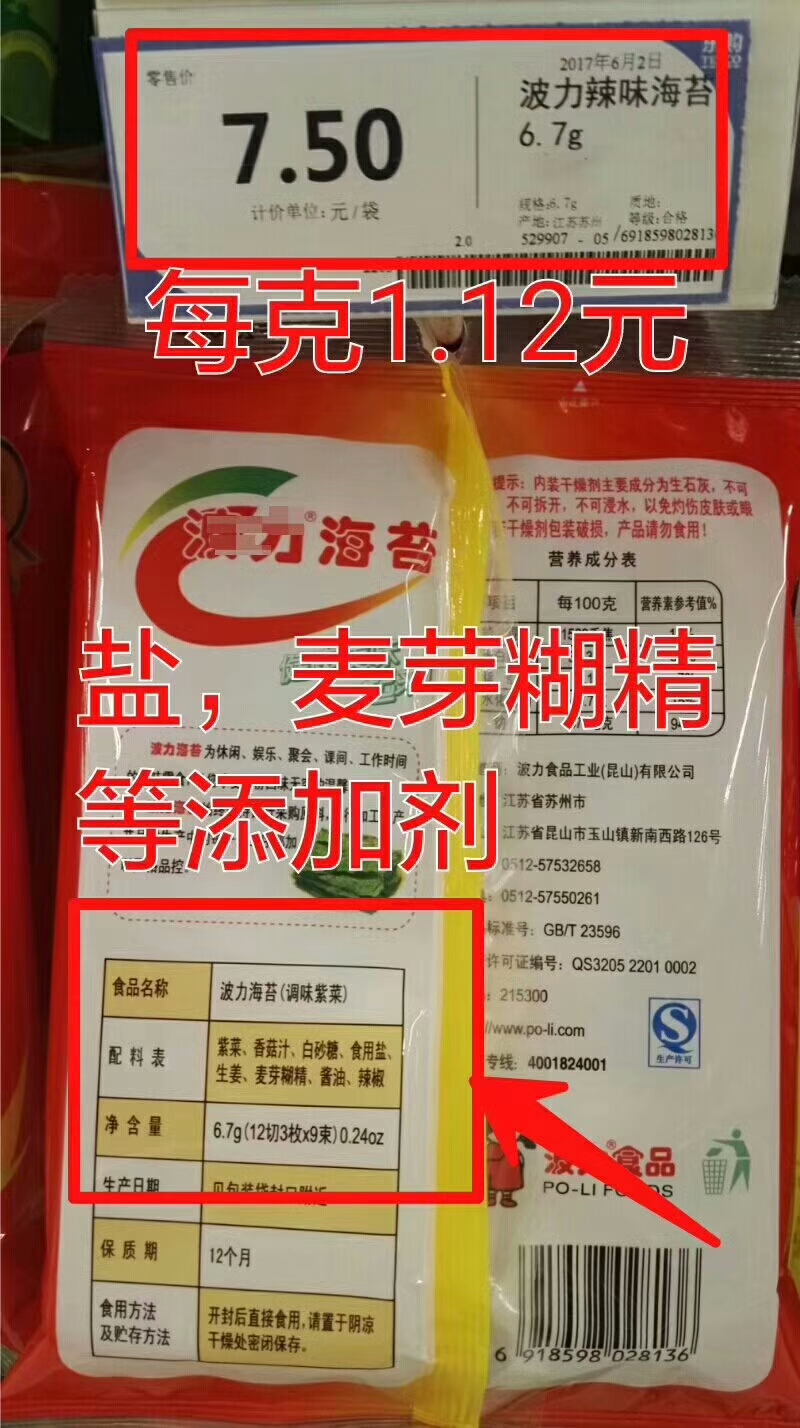 零售价
2017年6月2日
波力辣味海苔
6.7g
7.50
计价单位：元/袋
规格:6.7g 质地:
产地:江苏苏州 等级:合格
2.0
529907 - 05 /691859802813
每克1.12元
力®海苔
提示：内装干燥剂主要成分为生石灰，不可
不可拆开，不可浸水，以免灼伤皮肤或眼
干燥剂包装破损，产品请勿食用！
营养成分表
项目 每100克 营养素参考值%
盐，麦芽糊精
等添加剂
波力海苔为休闲、娱乐、聚会、课间、工作时间
波力食品工业(昆山)有限公司
江苏省苏州市
江苏省昆山市玉山镇新南西路126号
0512-57532658
0512-57550261
标准号：GB/T 23596
许可证编号：QS3205 2201 0002
215300
//www.po-li.com
专线：4001824001
生产许可
食品名称 波力海苔(调味紫菜)
配料表 紫菜、香菇汁、白砂糖、食用盐、
生姜、麦芽糊精、酱油、辣椒
净含量 6.7g(12切3枚x9束)0.24oz
生产日期 见包装袋封口附近
保质期 12个月
食用方法
及贮存方法
开封后直接食用,请置于阴凉
干燥处密闭保存。
食品
PO-LI FOODS
6 918598 028136